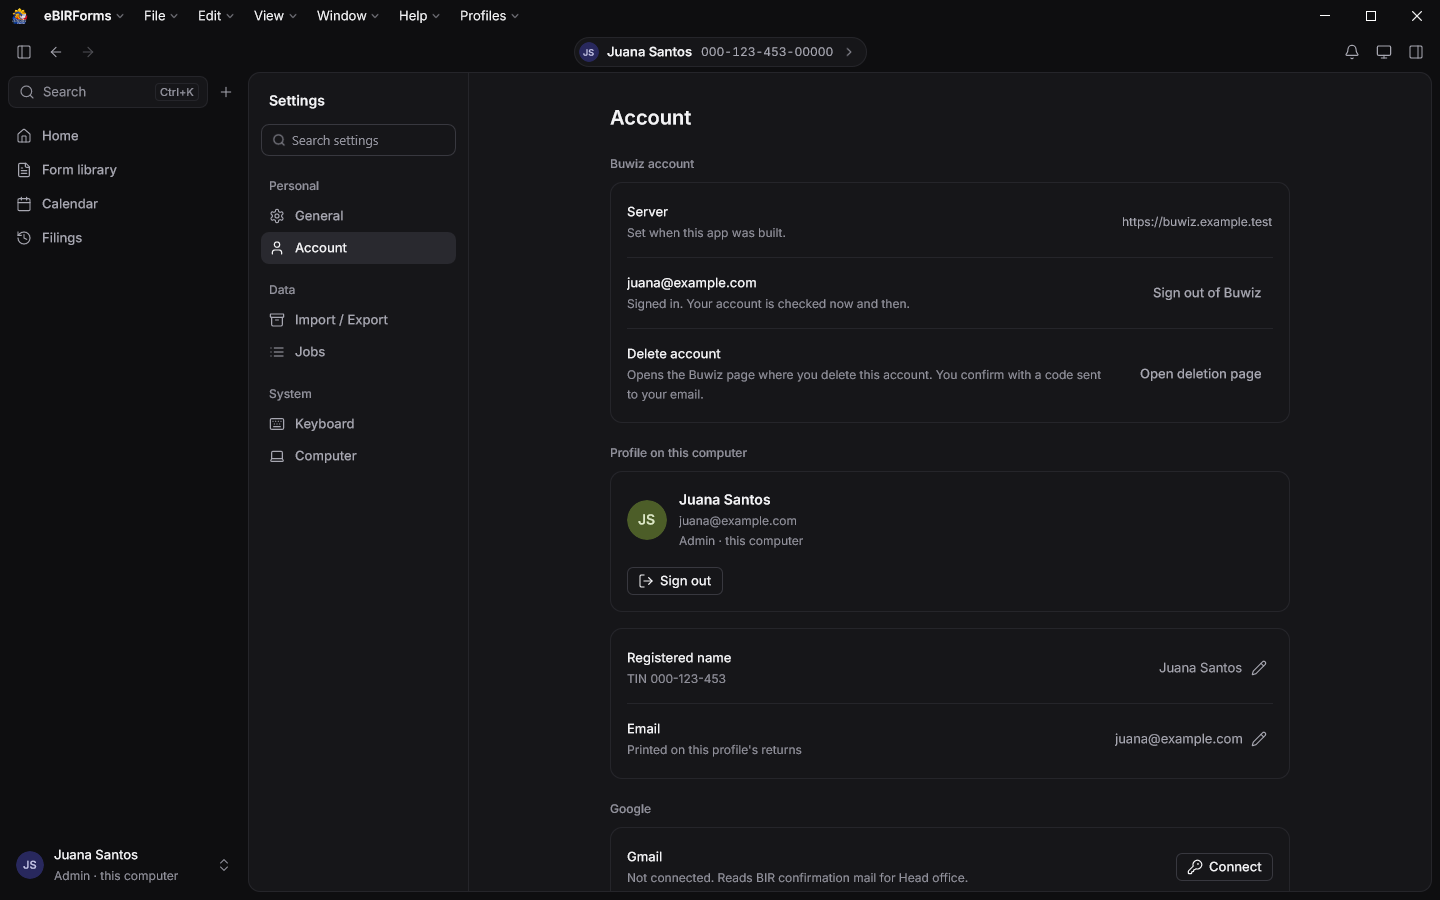 eBIRForms File Edit View Window Help Profiles
JS Juana Santos 000-123-453-00000
Search Ctrl+K
Home
Form library
Calendar
Filings
JS Juana Santos
Admin · this computer
Settings
Search settings
Personal
General
Account
Data
Import / Export
Jobs
System
Keyboard
Computer
Account
Buwiz account
Server
Set when this app was built.
https://buwiz.example.test
juana@example.com
Signed in. Your account is checked now and then.
Sign out of Buwiz
Delete account
Opens the Buwiz page where you delete this account. You confirm with a code sent
to your email.
Open deletion page
Profile on this computer
JS
Juana Santos
juana@example.com
Admin · this computer
Sign out
Registered name
TIN 000-123-453
Juana Santos
Email
Printed on this profile's returns
juana@example.com
Google
Gmail
Not connected. Reads BIR confirmation mail for Head office.
Connect